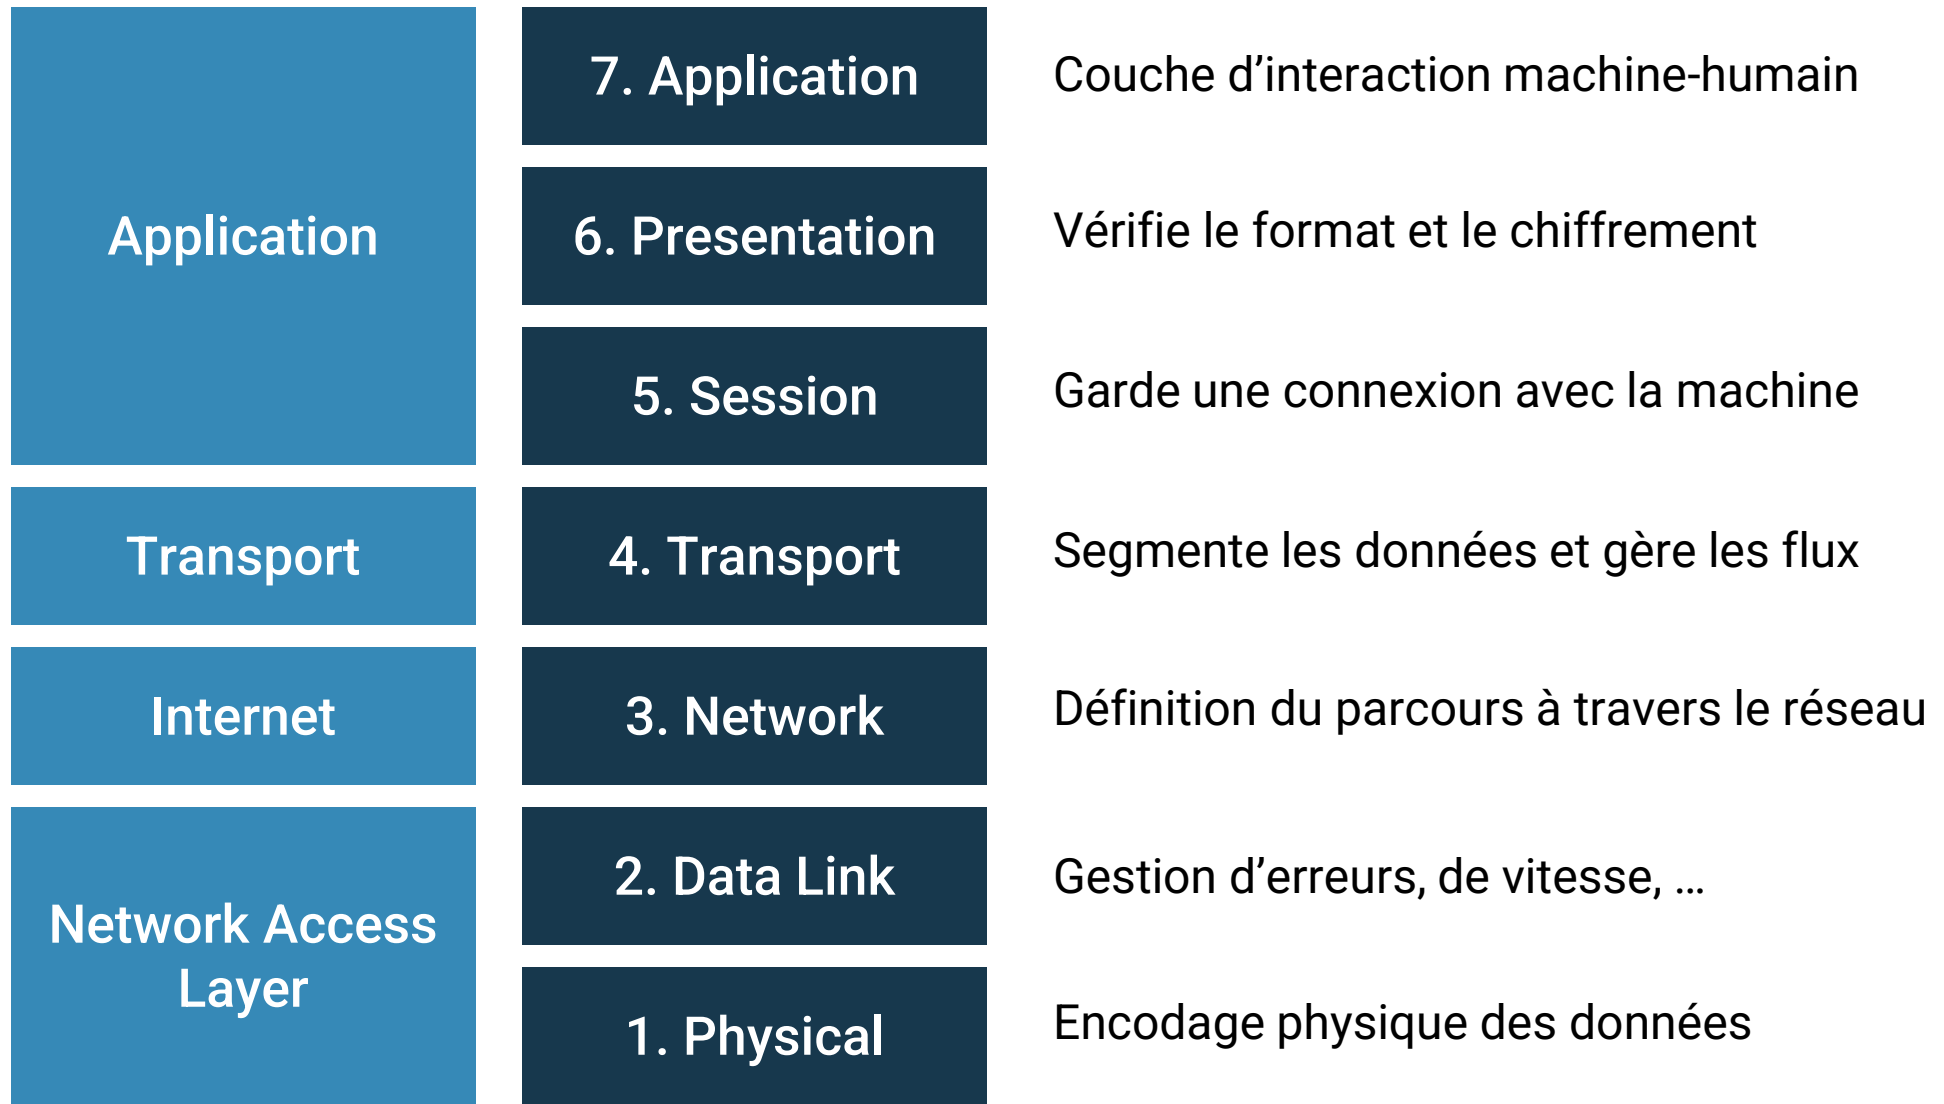 Application
7. Application
Couche d’interaction machine-humain
6. Presentation
Vérifie le format et le chiffrement
5. Session
Garde une connexion avec la machine
Transport
4. Transport
Segmente les données et gère les flux
Internet
3. Network
Définition du parcours à travers le réseau
Network Access
Layer
2. Data Link
Gestion d’erreurs, de vitesse, …
1. Physical
Encodage physique des données